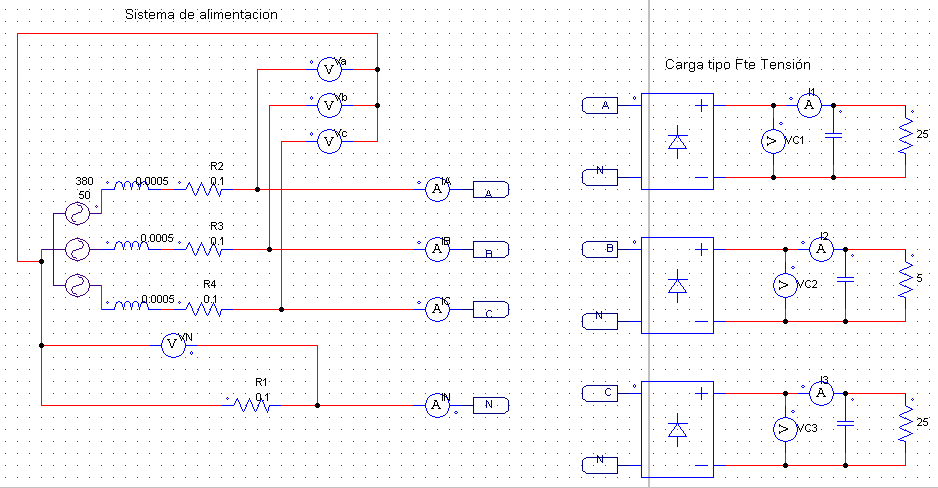 Sistema de alimentacion
Va
V
Vb
V
Vc
V
R2
380
0.0005
0.1
IA
A
A
50
R3
0.0005
0.1
IB
A
B
R4
0.0005
0.1
IC
A
C
VN
V
R1
0.1
IN
A
N
Carga tipo Fte Tensión
I1
A
A
+
25
V
VC1
N
−
I2
B
+
A
5
V
VC2
N
−
I3
C
+
A
25
V
VC3
N
−